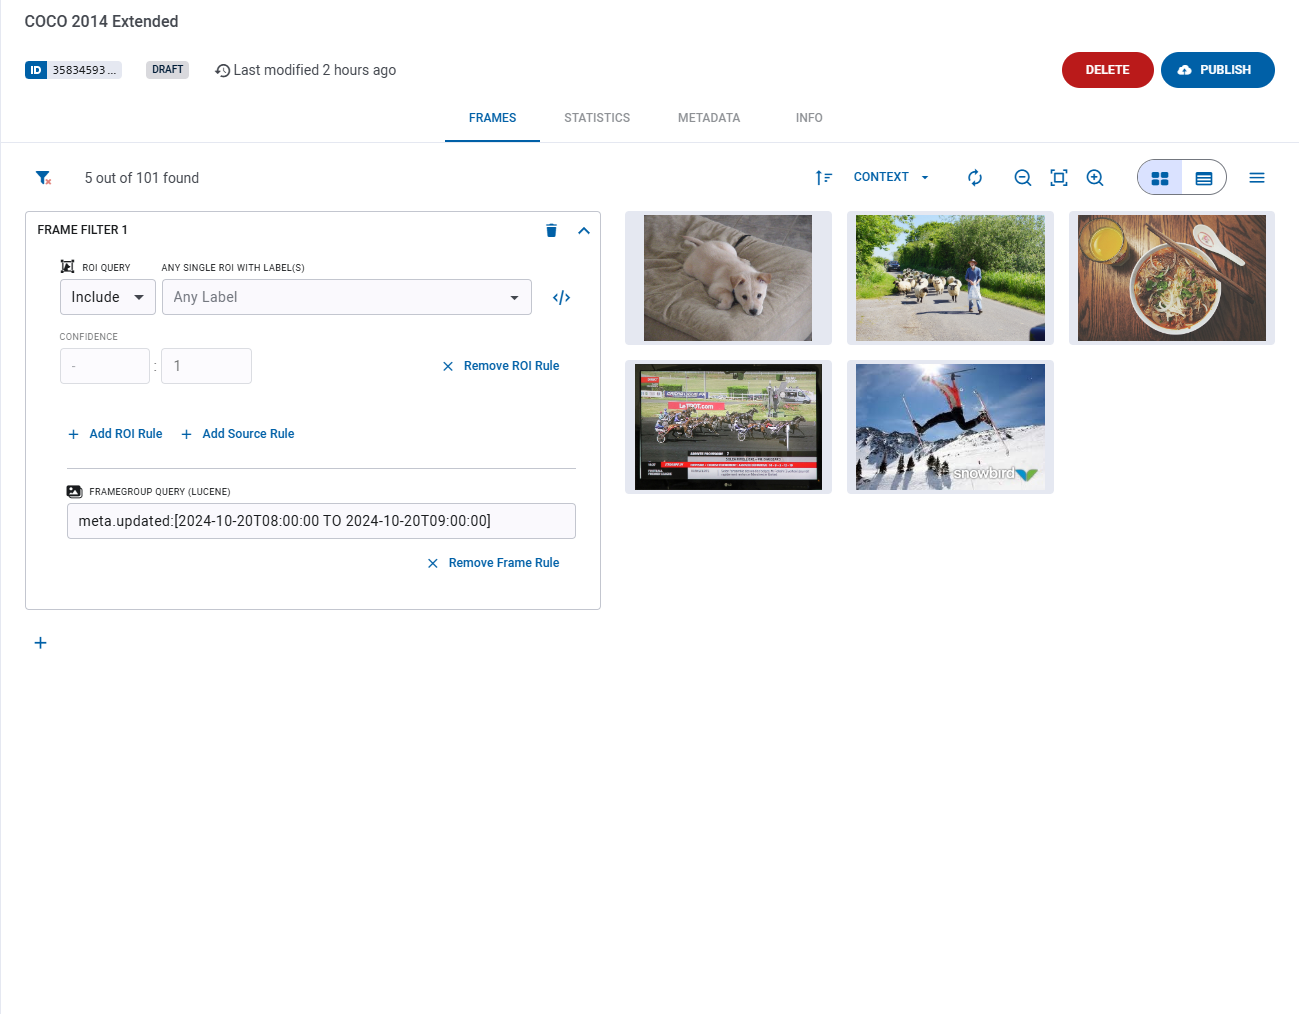 COCO 2014 Extended
ID 35834593 ... DRAFT Last modified 2 hours ago DELETE PUBLISH
FRAMES STATISTICS METADATA INFO
5 out of 101 found CONTEXT
FRAME FILTER 1
ROI QUERY ANY SINGLE ROI WITH LABEL(S)
Include Any Label
CONFIDENCE
- : 1 Remove ROI Rule
Add ROI Rule Add Source Rule
FRAMEGROUP QUERY (LUCENE)
meta.updated:[2024-10-20T08:00:00 TO 2024-10-20T09:00:00]
Remove Frame Rule
snowbird